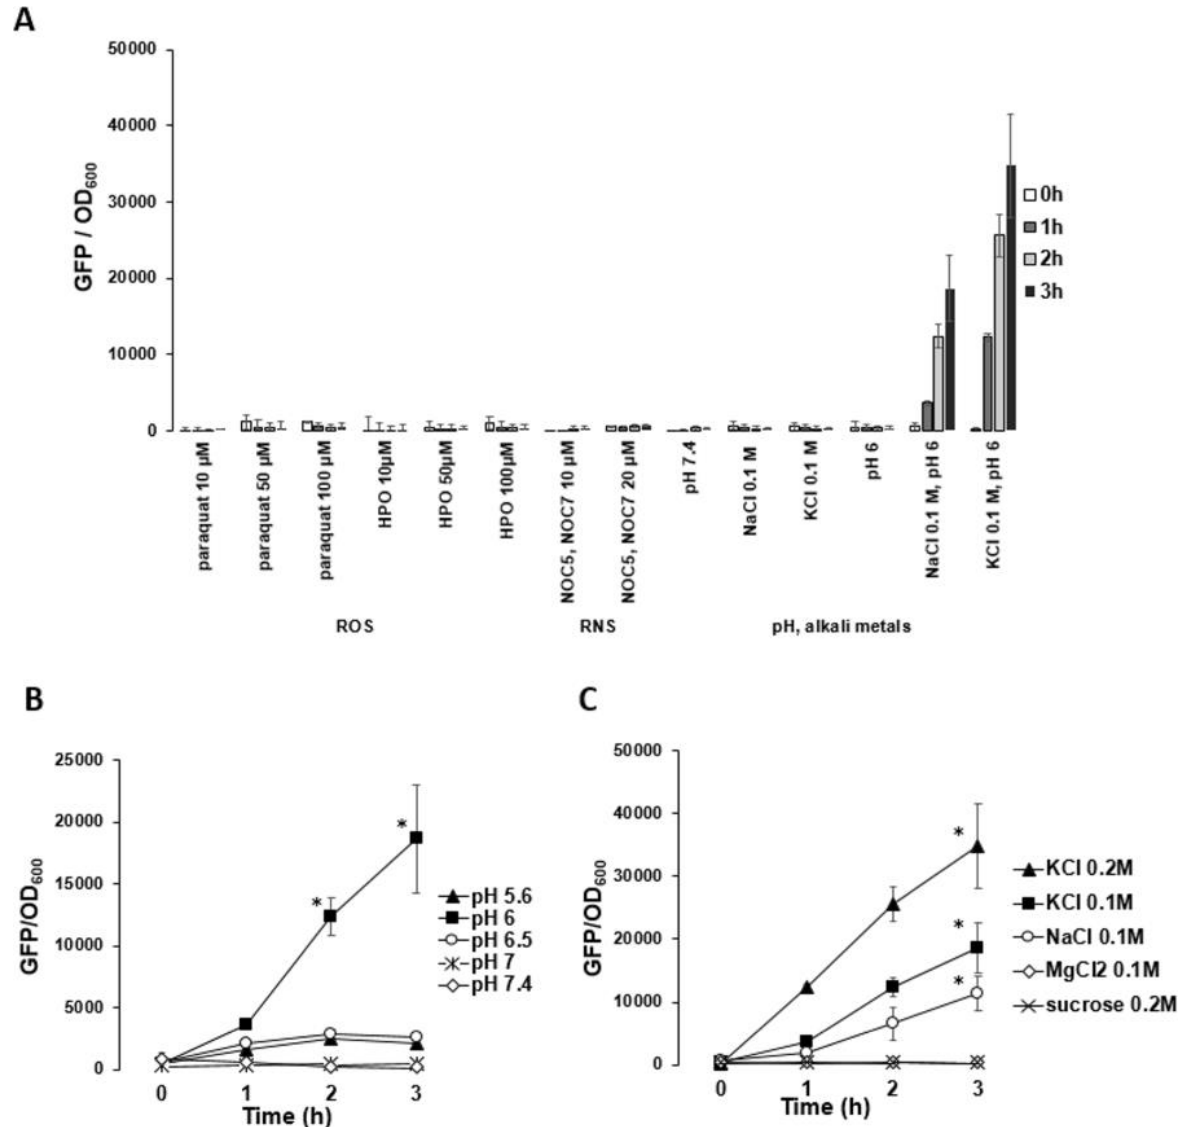 A
50000
40000
30000
20000
10000
0
GFP / OD600
0h
1h
2h
3h
paraquat 10 µM
paraquat 50 µM
paraquat 100 µM
HPO 10µM
HPO 50µM
HPO 100µM
NOC5, NOC7 10 µM
NOC5, NOC7 20 µM
pH 7.4
NaCl 0.1 M
KCl 0.1 M
pH 6
NaCl 0.1 M, pH 6
KCl 0.1 M, pH 6
ROS
RNS
pH, alkali metals
B
25000
20000
15000
10000
5000
0
GFP/OD600
*
*
pH 5.6
pH 6
pH 6.5
pH 7
pH 7.4
0 1 2 3
Time (h)
C
50000
40000
30000
20000
10000
0
GFP/OD600
*
*
*
KCl 0.2M
KCl 0.1M
NaCl 0.1M
MgCl2 0.1M
sucrose 0.2M
0 1 2 3
Time (h)